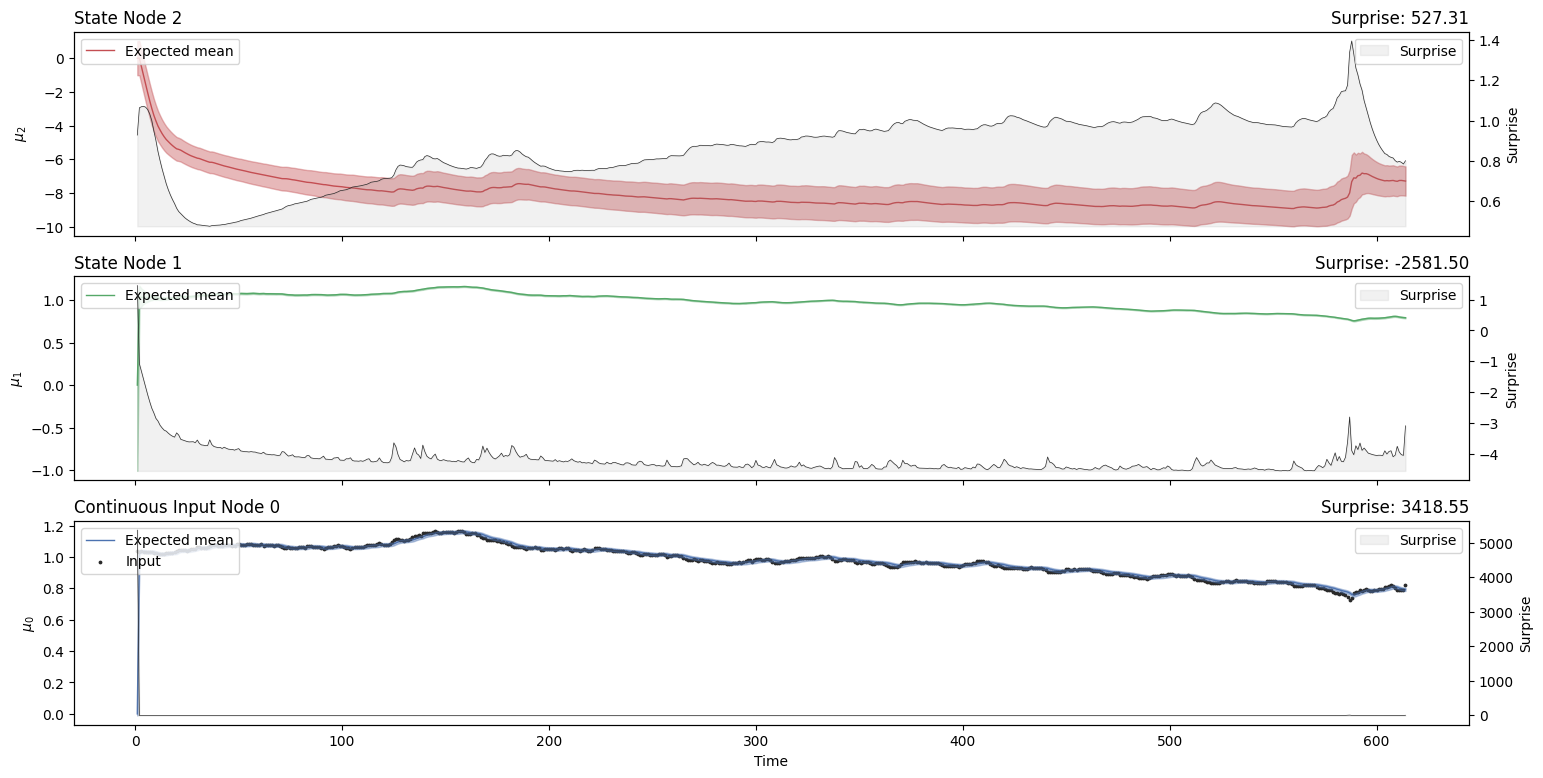 State Node 2 Surprise: 527.31
Expected mean
Surprise
0
−2
−4
−6
−8
−10
μ2
1.4
1.2
1.0
0.8
0.6
Surprise
State Node 1 Surprise: -2581.50
Expected mean
Surprise
1.0
0.5
0.0
−0.5
−1.0
μ1
1
0
−1
−2
−3
−4
Surprise
Continuous Input Node 0 Surprise: 3418.55
Expected mean
Input
Surprise
1.2
1.0
0.8
0.6
0.4
0.2
0.0
μ0
5000
4000
3000
2000
1000
0
Surprise
0 100 200 300 400 500 600
Time